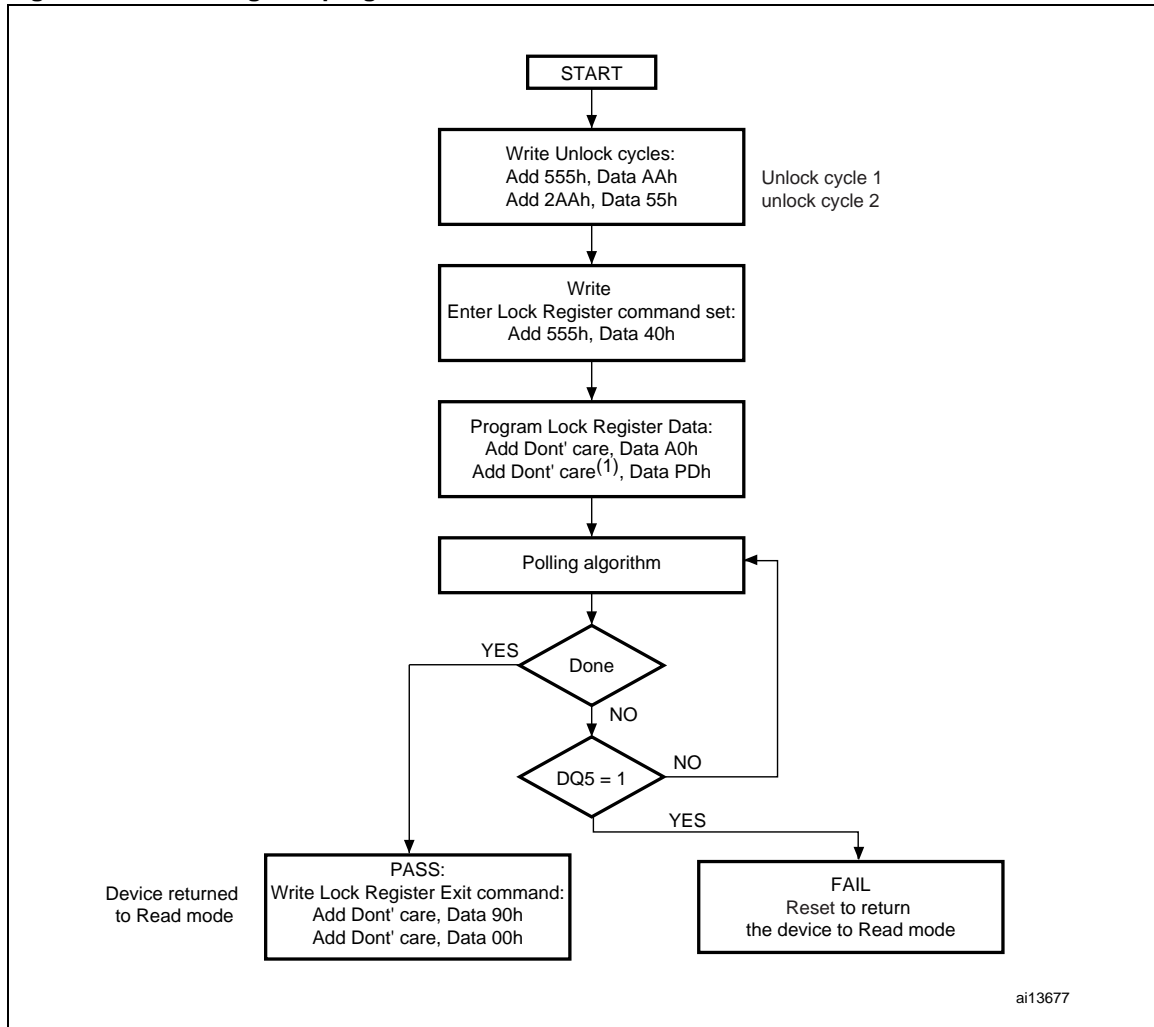 START
Write Unlock cycles:
Add 555h, Data AAh
Add 2AAh, Data 55h
Unlock cycle 1
unlock cycle 2
Write
Enter Lock Register command set:
Add 555h, Data 40h
Program Lock Register Data:
Add Dont' care, Data A0h
Add Dont' care(1), Data PDh
Polling algorithm
YES
Done
NO
DQ5 = 1
NO
YES
Device returned
to Read mode
PASS:
Write Lock Register Exit command:
Add Dont' care, Data 90h
Add Dont' care, Data 00h
FAIL
Reset to return
the device to Read mode
ai13677